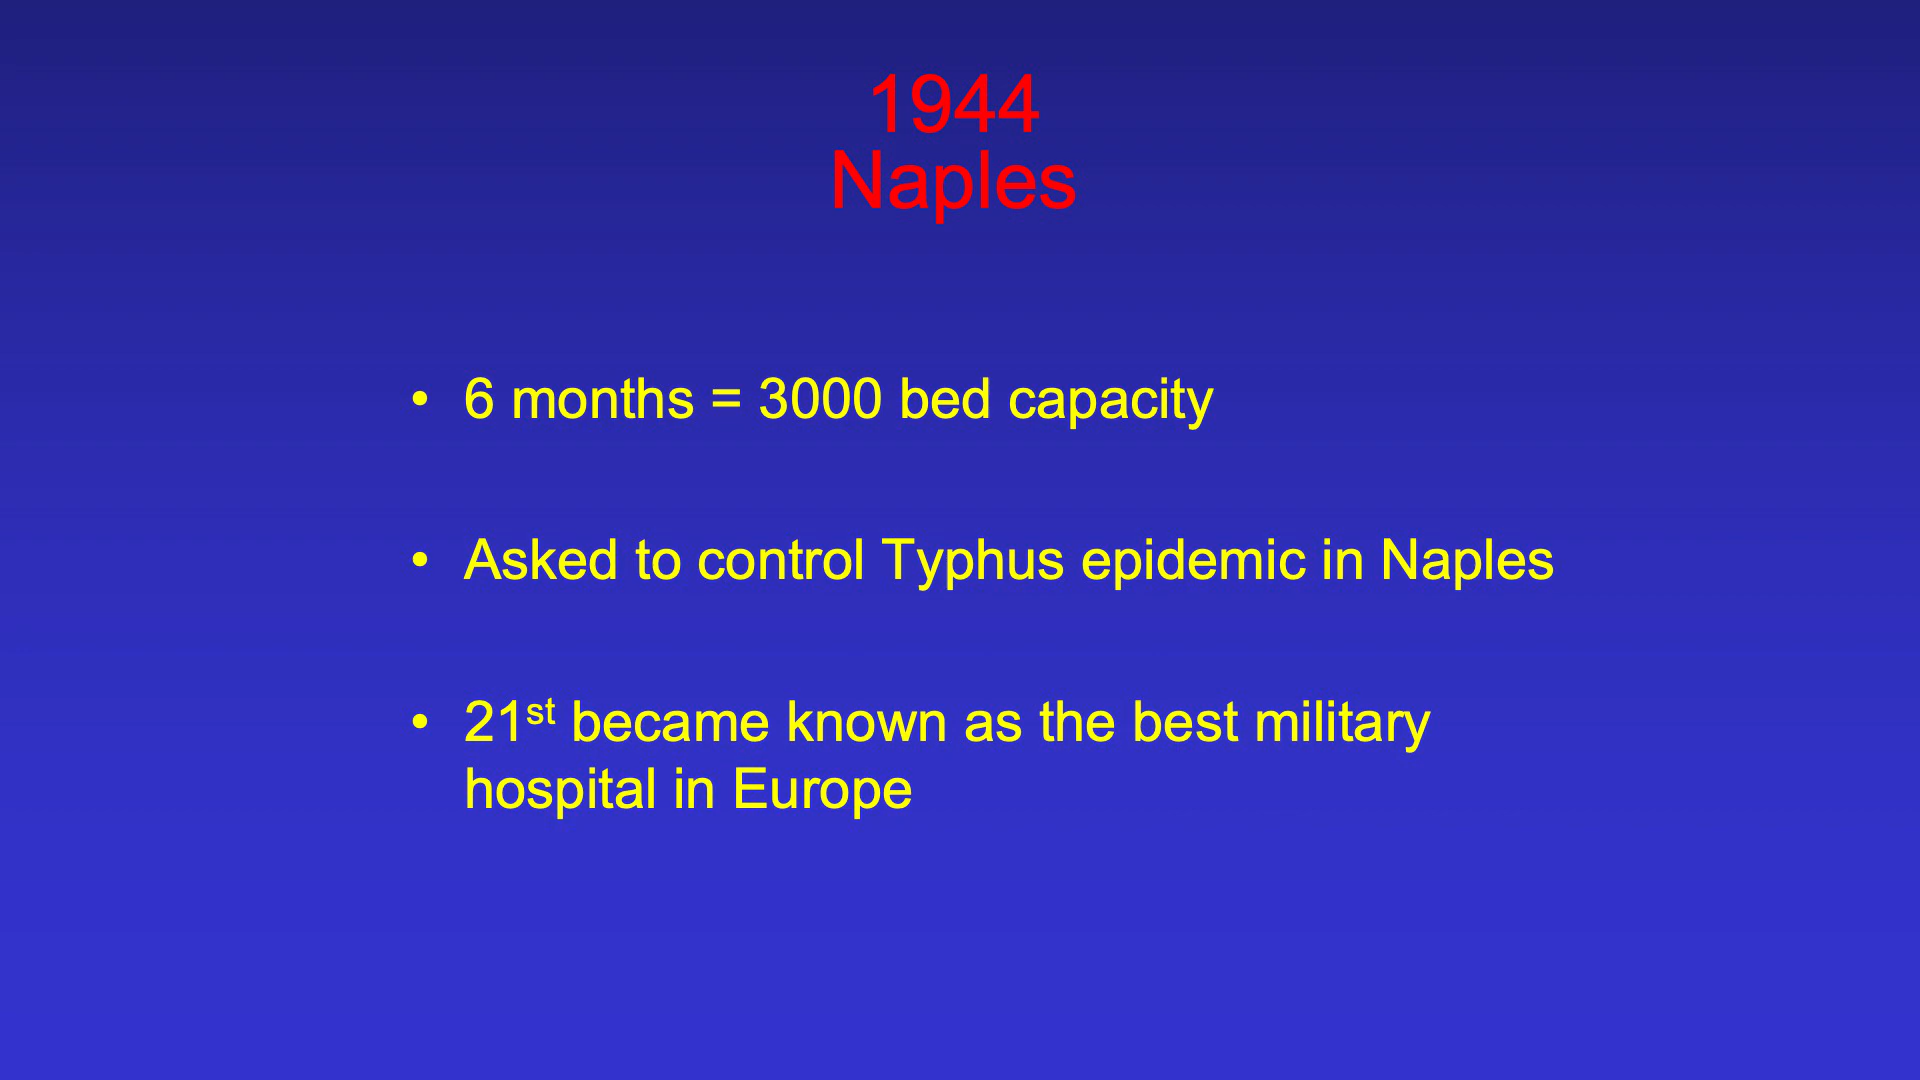 1944
Naples
• 6 months = 3000 bed capacity
• Asked to control Typhus epidemic in Naples
• 21st became known as the best military
hospital in Europe